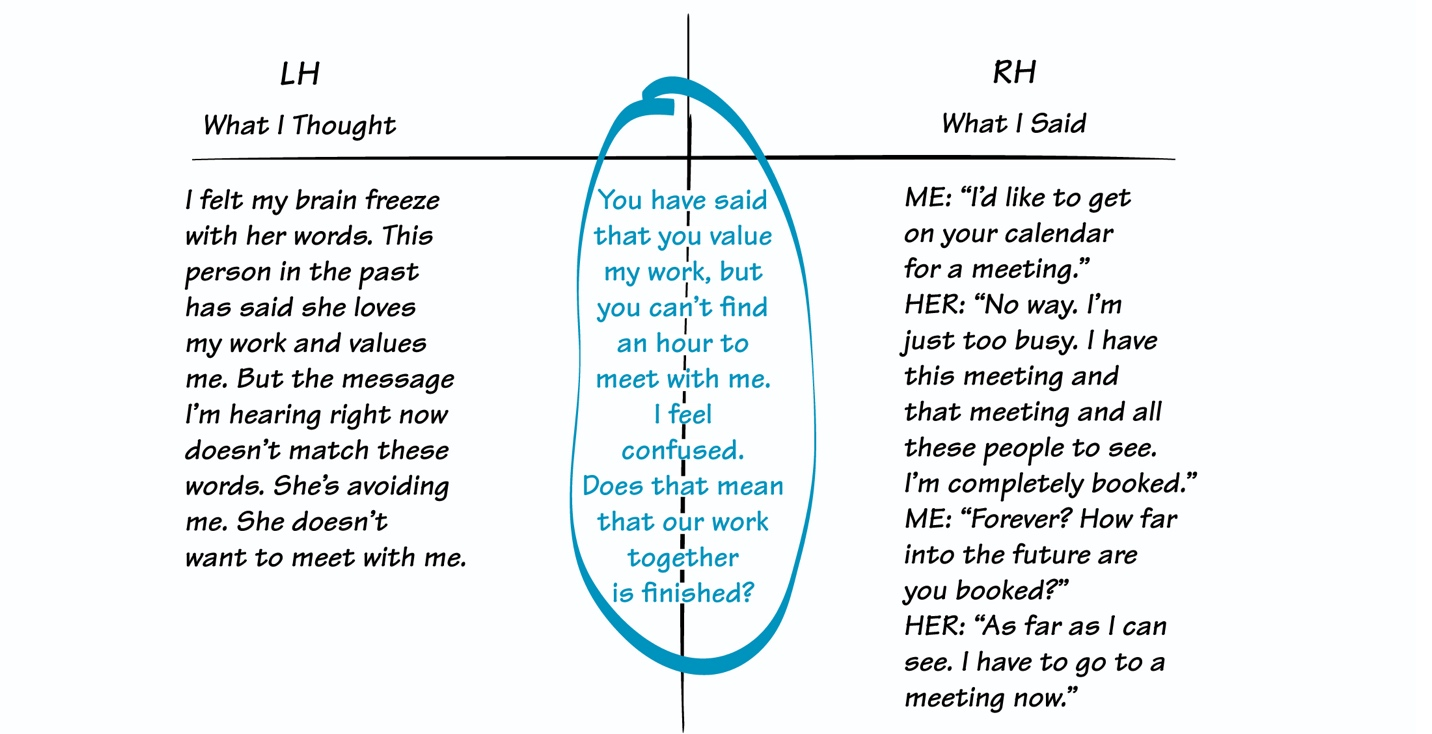 LH
What I Thought
I felt my brain freeze
with her words. This
person in the past
has said she loves
my work and values
me. But the message
I'm hearing right now
doesn't match these
words. She's avoiding
me. She doesn't
want to meet with me.
You have said
that you value
my work, but
you can't find
an hour to
meet with me.
I feel
confused.
Does that mean
that our work
together
is finished?
RH
What I Said
ME: “I'd like to get
on your calendar
for a meeting.”
HER: “No way. I'm
just too busy. I have
this meeting and
that meeting and all
these people to see.
I'm completely booked.”
ME: “Forever? How far
into the future are
you booked?”
HER: “As far as I can
see. I have to go to a
meeting now.”